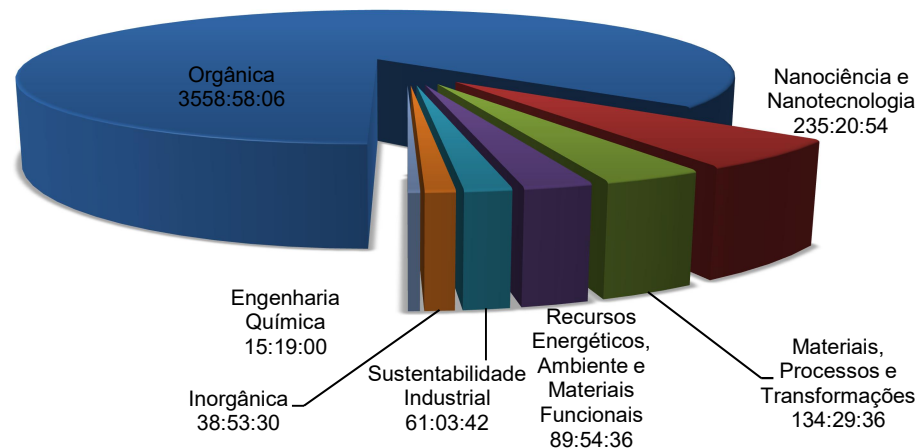 Orgânica
3558:58:06
Nanociência e
Nanotecnologia
235:20:54
Materiais,
Processos e
Transformações
134:29:36
Recursos
Energéticos,
Ambiente e
Materiais
Funcionais
89:54:36
Sustentabilidade
Industrial
61:03:42
Inorgânica
38:53:30
Engenharia
Química
15:19:00